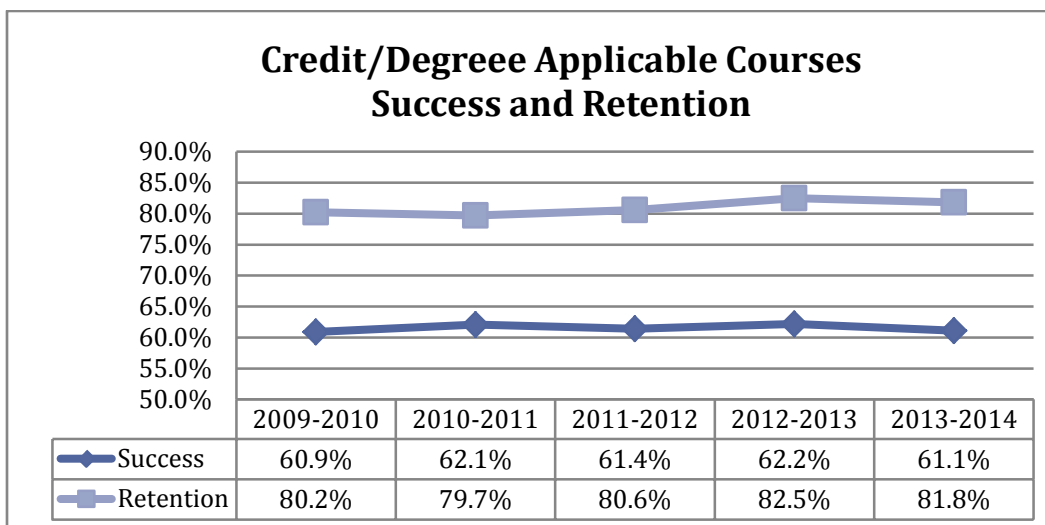 Credit/Degreee Applicable Courses
Success and Retention
90.0%
85.0%
80.0%
75.0%
70.0%
65.0%
60.0%
55.0%
50.0%
2009-2010 2010-2011 2011-2012 2012-2013 2013-2014
Success 60.9% 62.1% 61.4% 62.2% 61.1%
Retention 80.2% 79.7% 80.6% 82.5% 81.8%